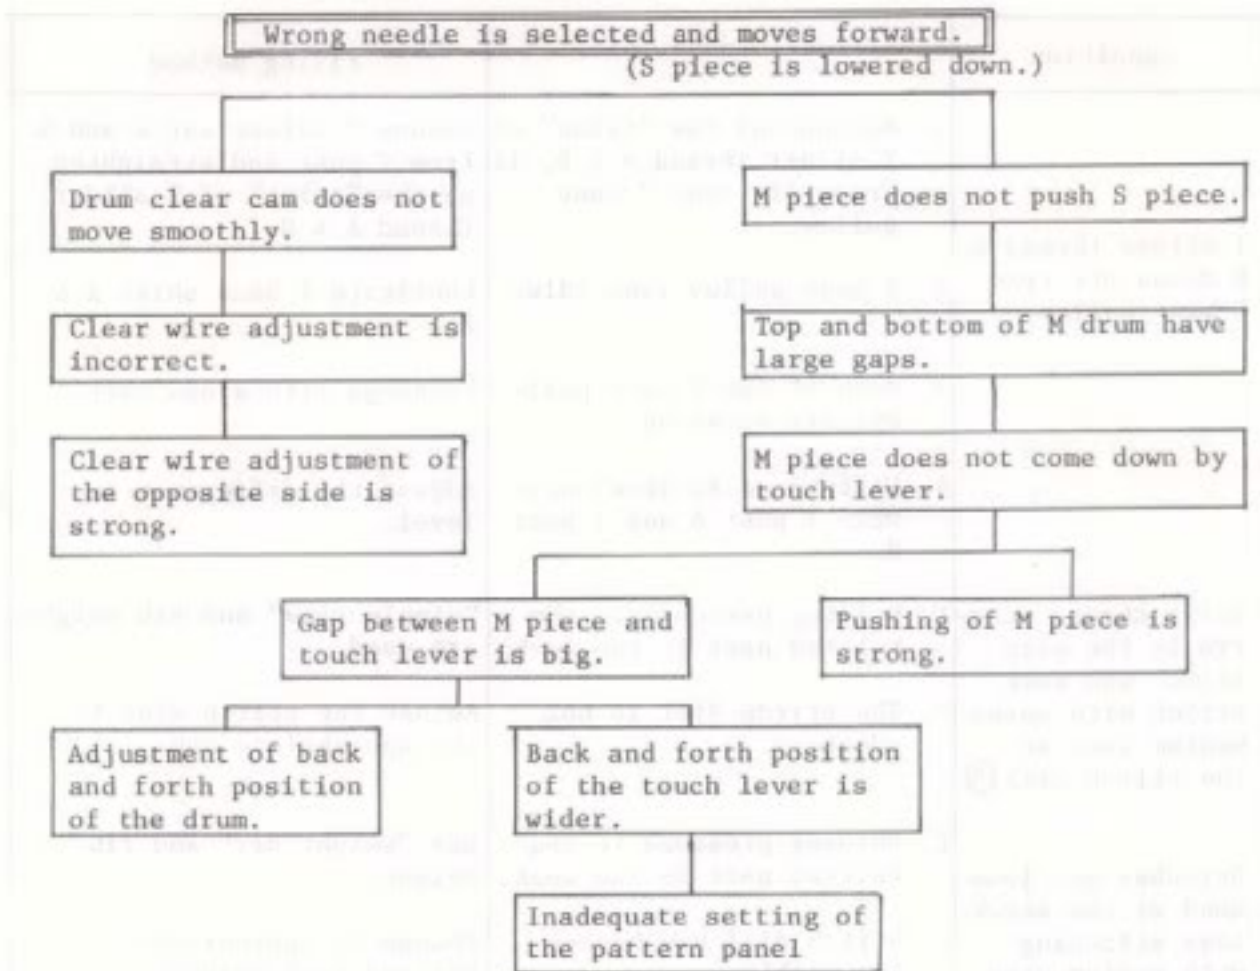 Wrong needle is selected and moves forward.
(S piece is lowered down.)
Drum clear cam does not
move smoothly.
M piece does not push S piece.
Clear wire adjustment is
incorrect.
Top and bottom of M drum have
large gaps.
Clear wire adjustment of
the opposite side is
strong.
M piece does not come down by
touch lever.
Gap between M piece and
touch lever is big.
Pushing of M piece is
strong.
Adjustment of back
and forth position
of the drum.
Back and forth position
of the touch lever is
wider.
Inadequate setting of
the pattern panel